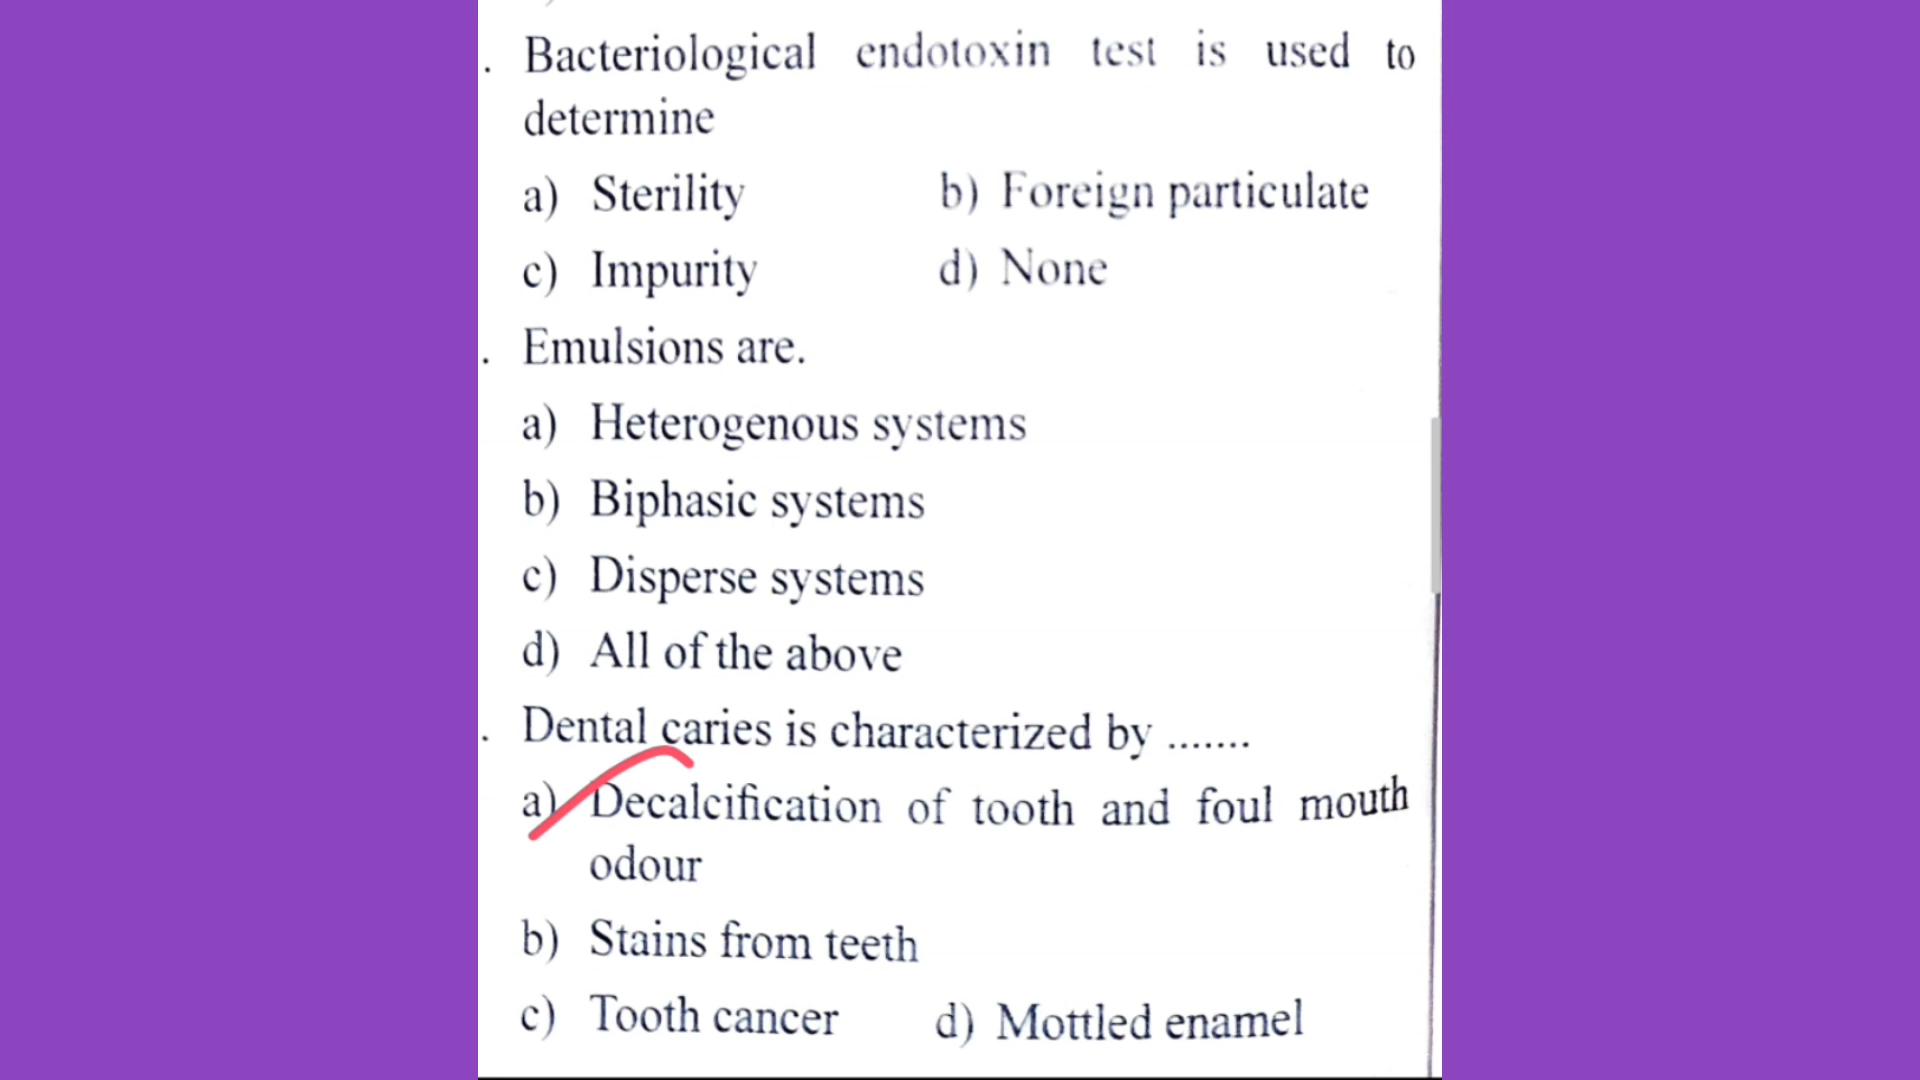 . Bacteriological endotoxin test is used to
determine
a) Sterility b) Foreign particulate
c) Impurity d) None
. Emulsions are.
a) Heterogenous systems
b) Biphasic systems
c) Disperse systems
d) All of the above
. Dental caries is characterized by .......
a) Decalcification of tooth and foul mouth
odour
b) Stains from teeth
c) Tooth cancer d) Mottled enamel